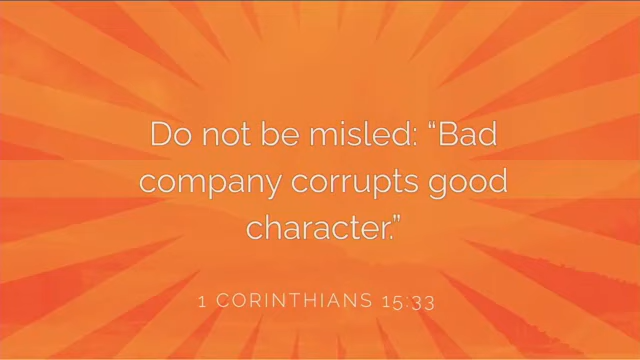 Do not be misled: “Bad
company corrupts good
character.”
1 CORINTHIANS 15:33